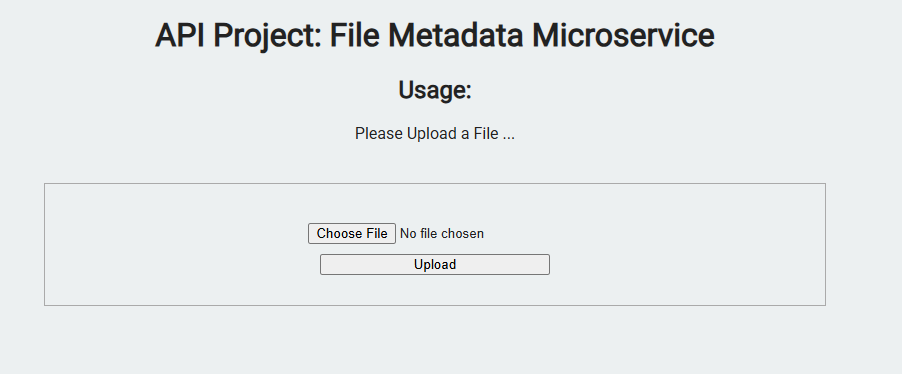 API Project: File Metadata Microservice
Usage:
Please Upload a File ...
Choose File No file chosen
Upload